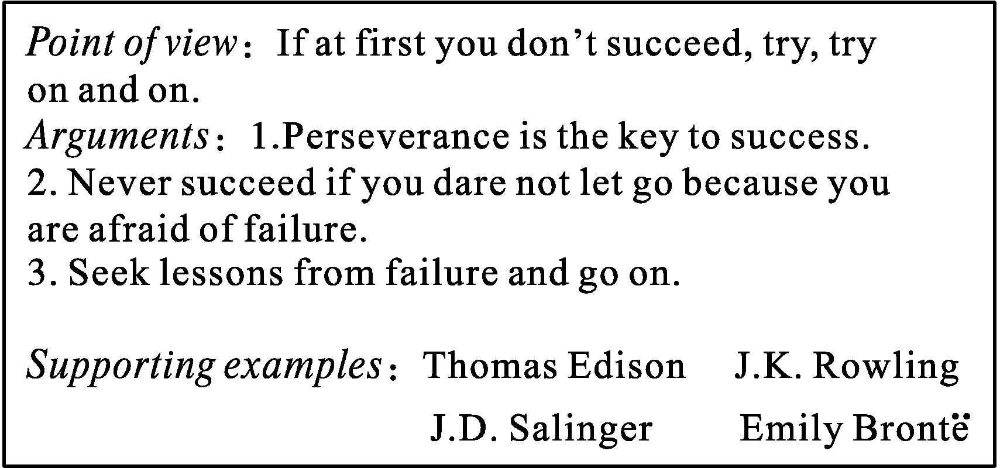 Point of view： If at first you don’t succeed, try, try
on and on.
Arguments： 1.Perseverance is the key to success.
2. Never succeed if you dare not let go because you
are afraid of failure.
3. Seek lessons from failure and go on.
Supporting examples： Thomas Edison J.K. Rowling
J.D. Salinger Emily Brontë